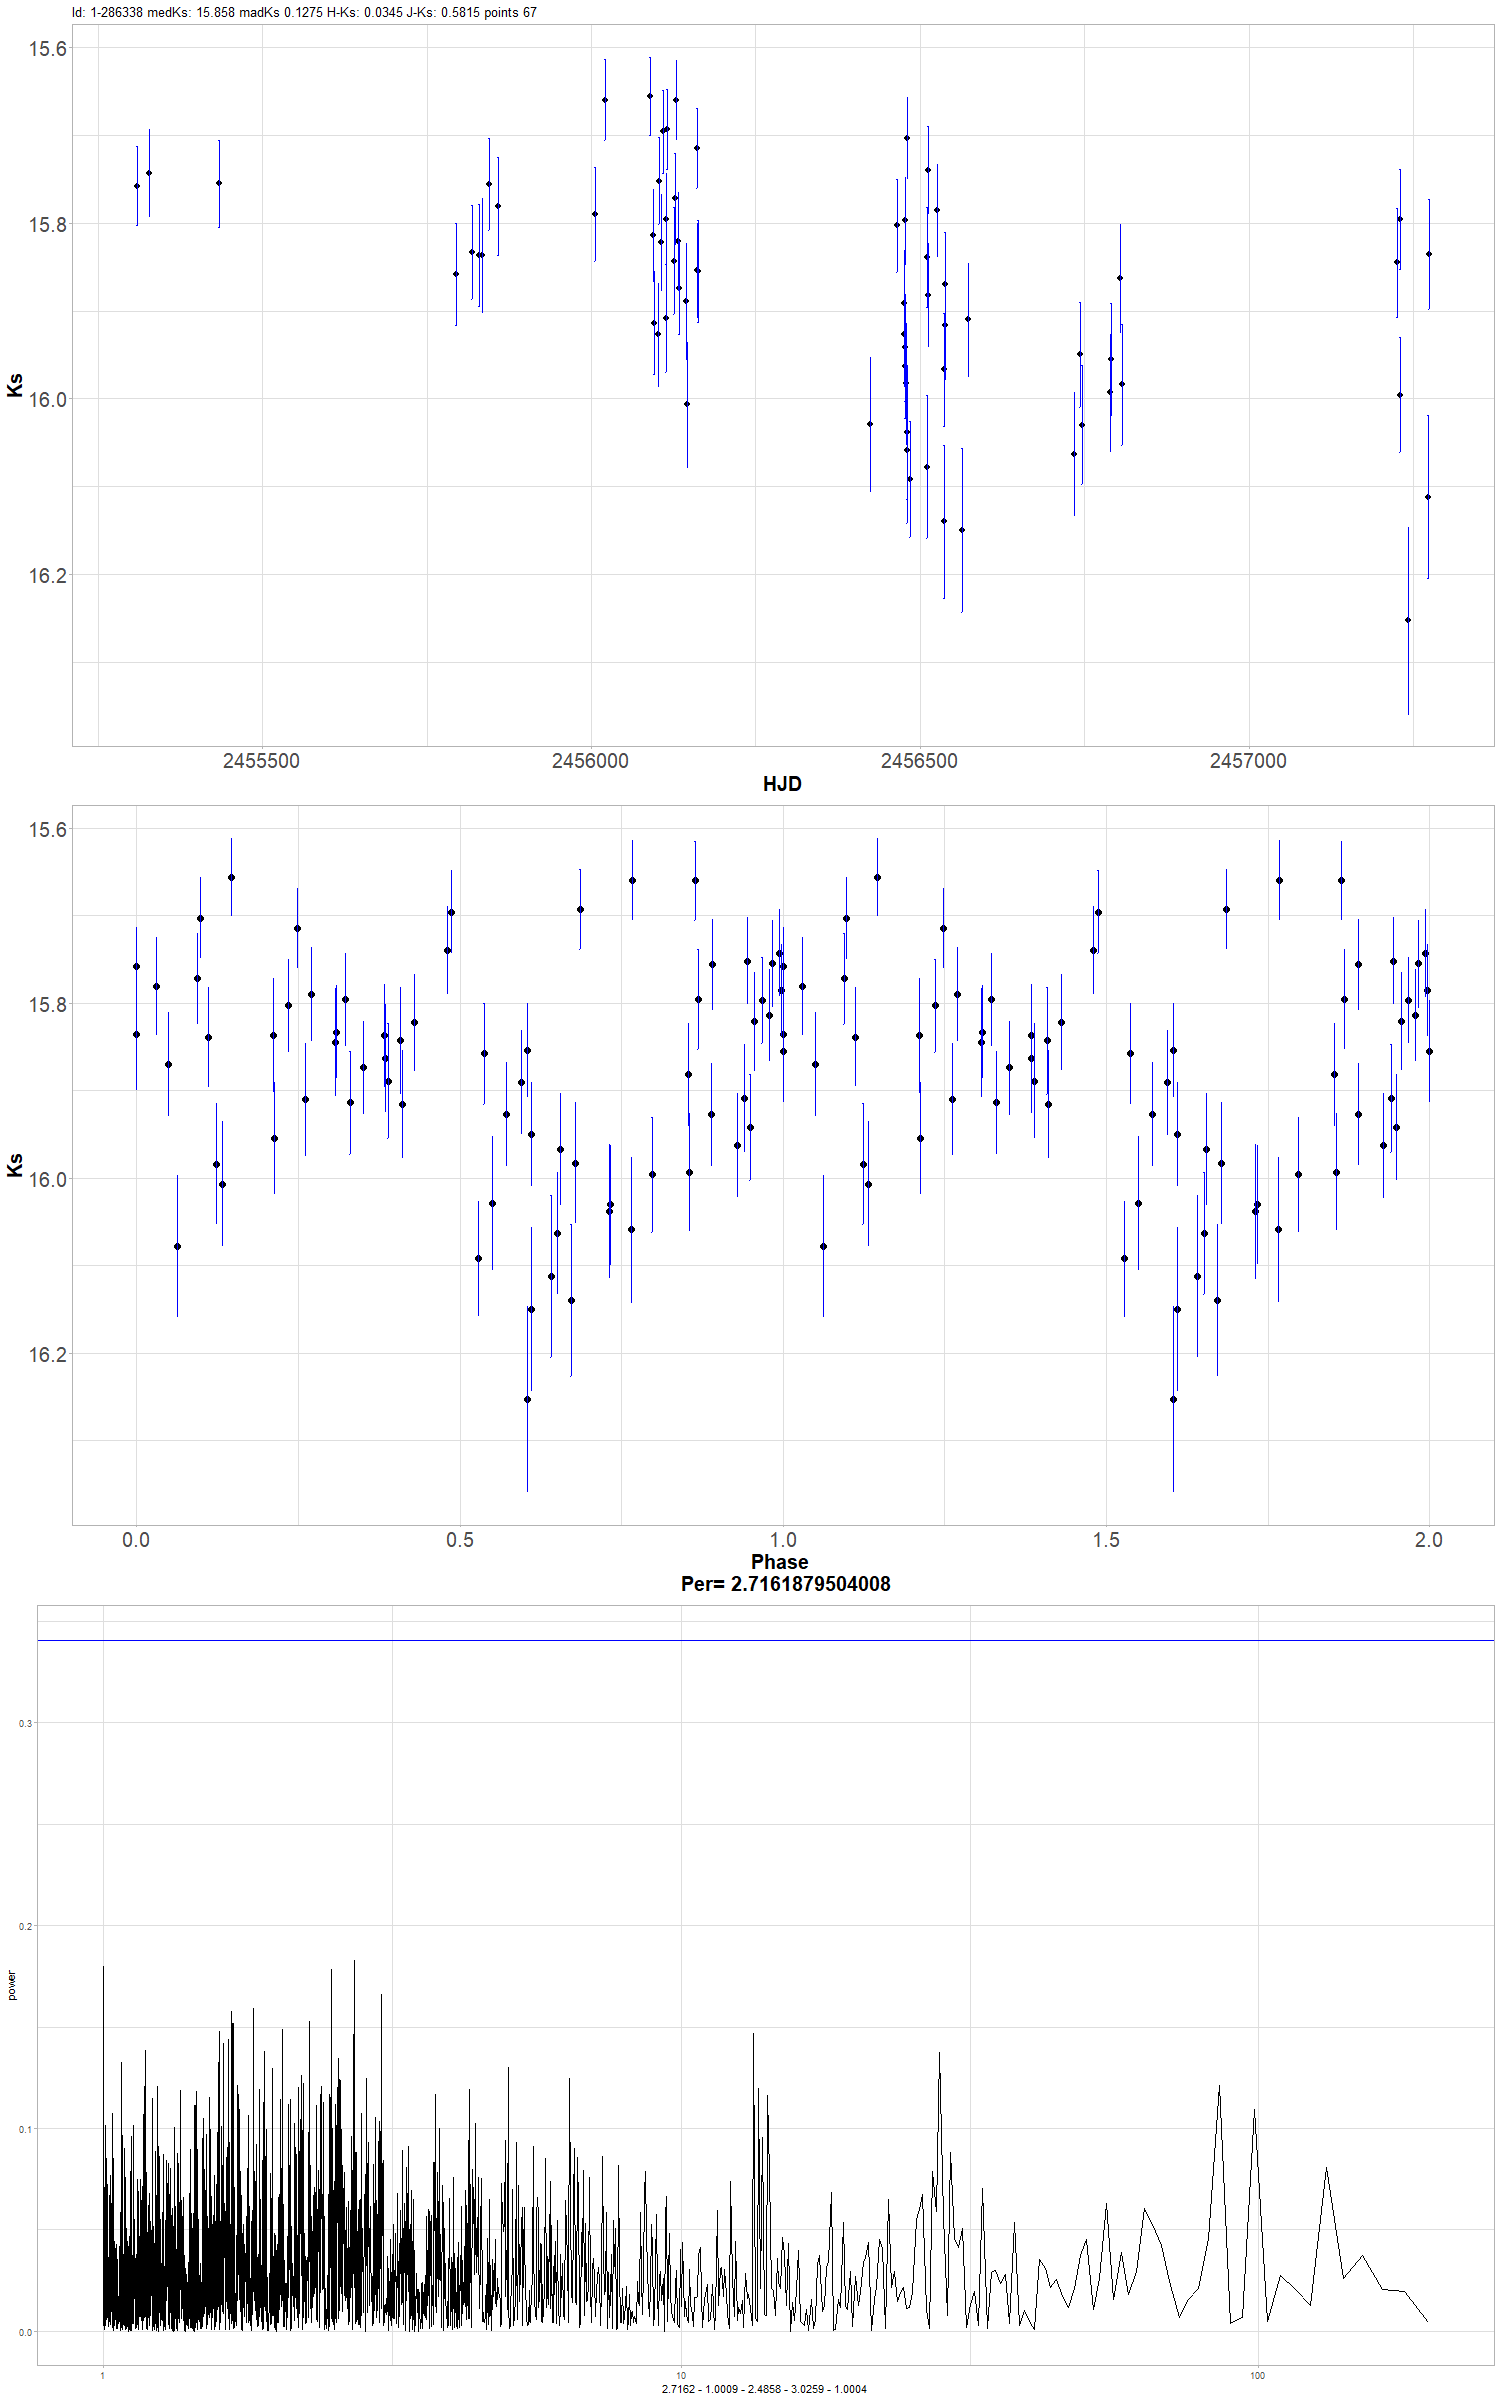 Id: 1-286338 medKs: 15.858 madKs 0.1275 H-Ks: 0.0345 J-Ks: 0.5815 points 67
15.6
15.8
16.0
16.2
Ks
2455500 2456000 2456500 2457000
HJD
15.6
15.8
16.0
16.2
Ks
0.0 0.5 1.0 1.5 2.0
Phase
Per= 2.7161879504008
0.3
0.2
0.1
0.0
power
1 10 100
2.7162 - 1.0009 - 2.4858 - 3.0259 - 1.0004